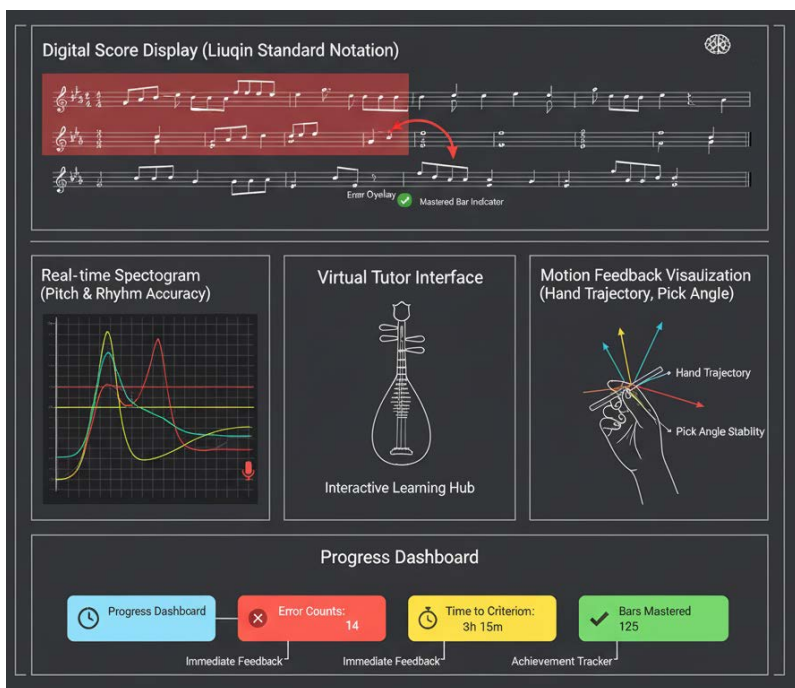 Digital Score Display (Liuqin Standard Notation)
Error Oyelay
Mastered Bar Indcater
Real-time Spectogram
(Pitch & Rhyhm Accuracy)
Virtual Tutor Interface
Interactive Learning Hub
Motion Feedback Visaulization
(Hand Trajectory, Pick Angle)
Hand Trajectory
Pick Angle Stablity
Progress Dashboard
Progress Dashboard
Error Counts:
14
Time to Criterion:
3h 15m
Bars Mastered
125
Immediate Feedback
Immediate Feedback
Achievement Tracker